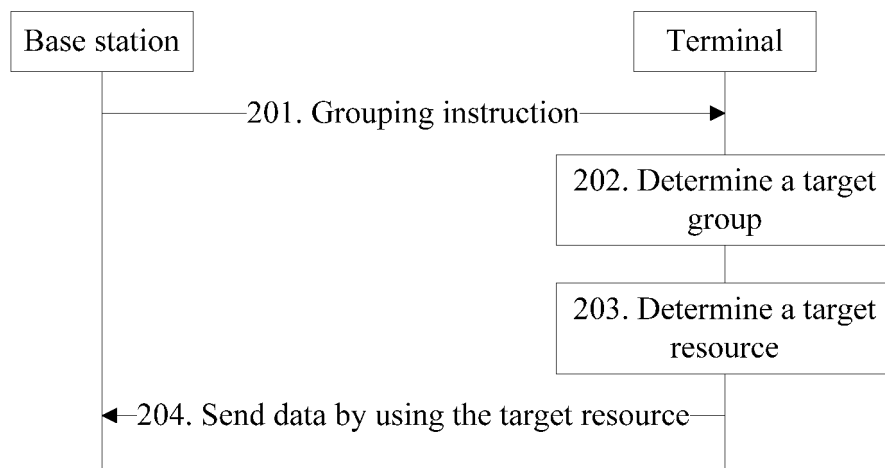 Base station
Terminal
201. Grouping instruction
202. Determine a target
group
203. Determine a target
resource
204. Send data by using the target resource